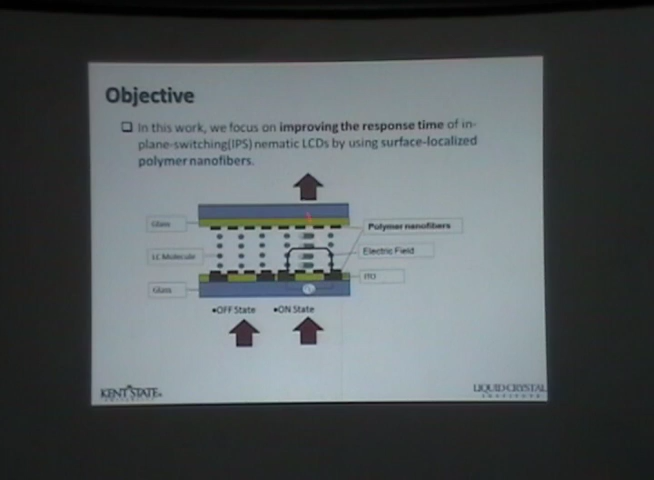 Objective
❑ In this work, we focus on improving the response time of in-
plane-switching(IPS) nematic LCDs by using surface-localized
polymer nanofibers.
Glass
Polymer nanofibers
LC Molecule
Electric Field
ITO
Glass
•OFF State •ON State
KENT STATE
UNIVERSITY
LIQUID CRYSTAL
INSTITUTE